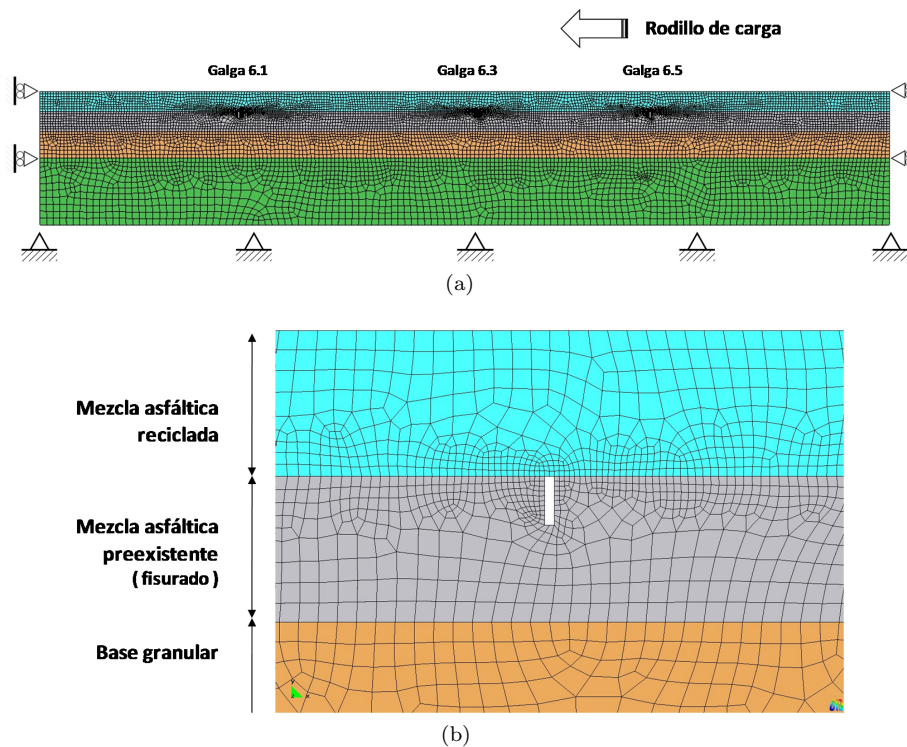 Rodillo de carga
Galga 6.1
Galga 6.3
Galga 6.5
(a)
Mezcla asfáltica
reciclada
Mezcla asfáltica
preexistente
( fisurado )
Base granular
Y
X
(b)